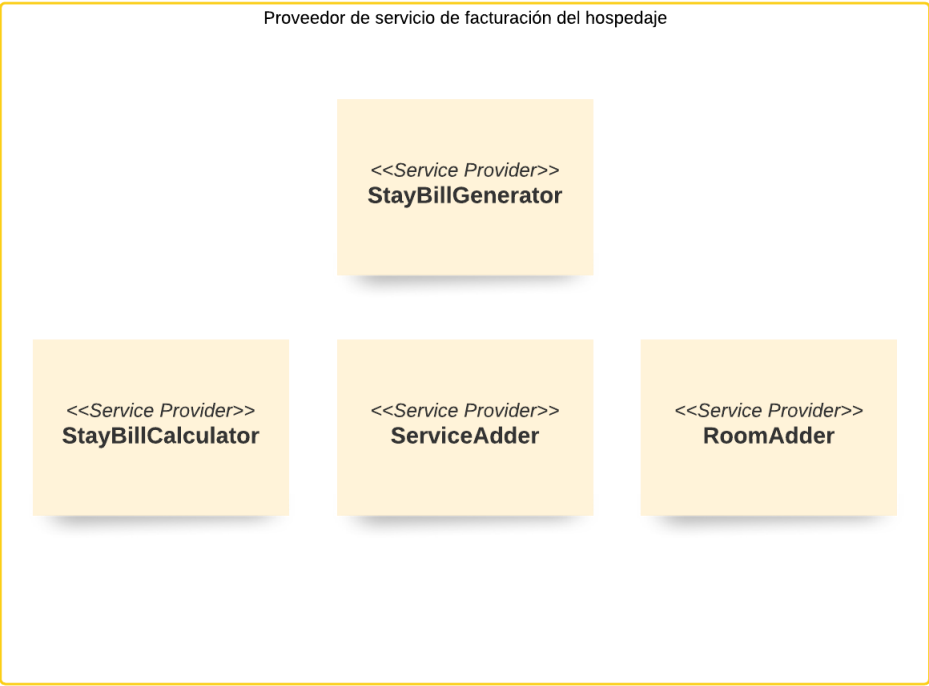 Proveedor de servicio de facturación del hospedaje
<<Service Provider>>
StayBillGenerator
<<Service Provider>>
StayBillCalculator
<<Service Provider>>
ServiceAdder
<<Service Provider>>
RoomAdder